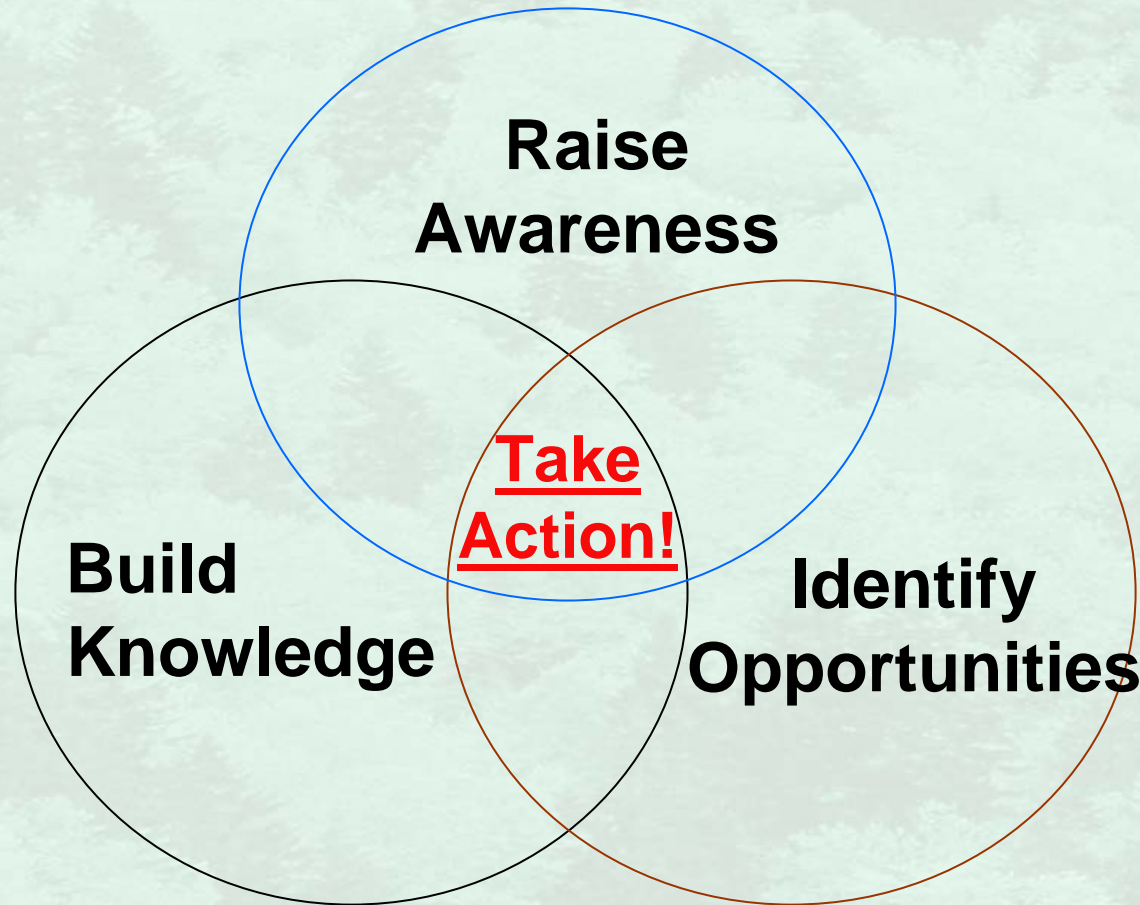 Raise
Awareness
Take
Action!
Build
Knowledge
Identify
Opportunities